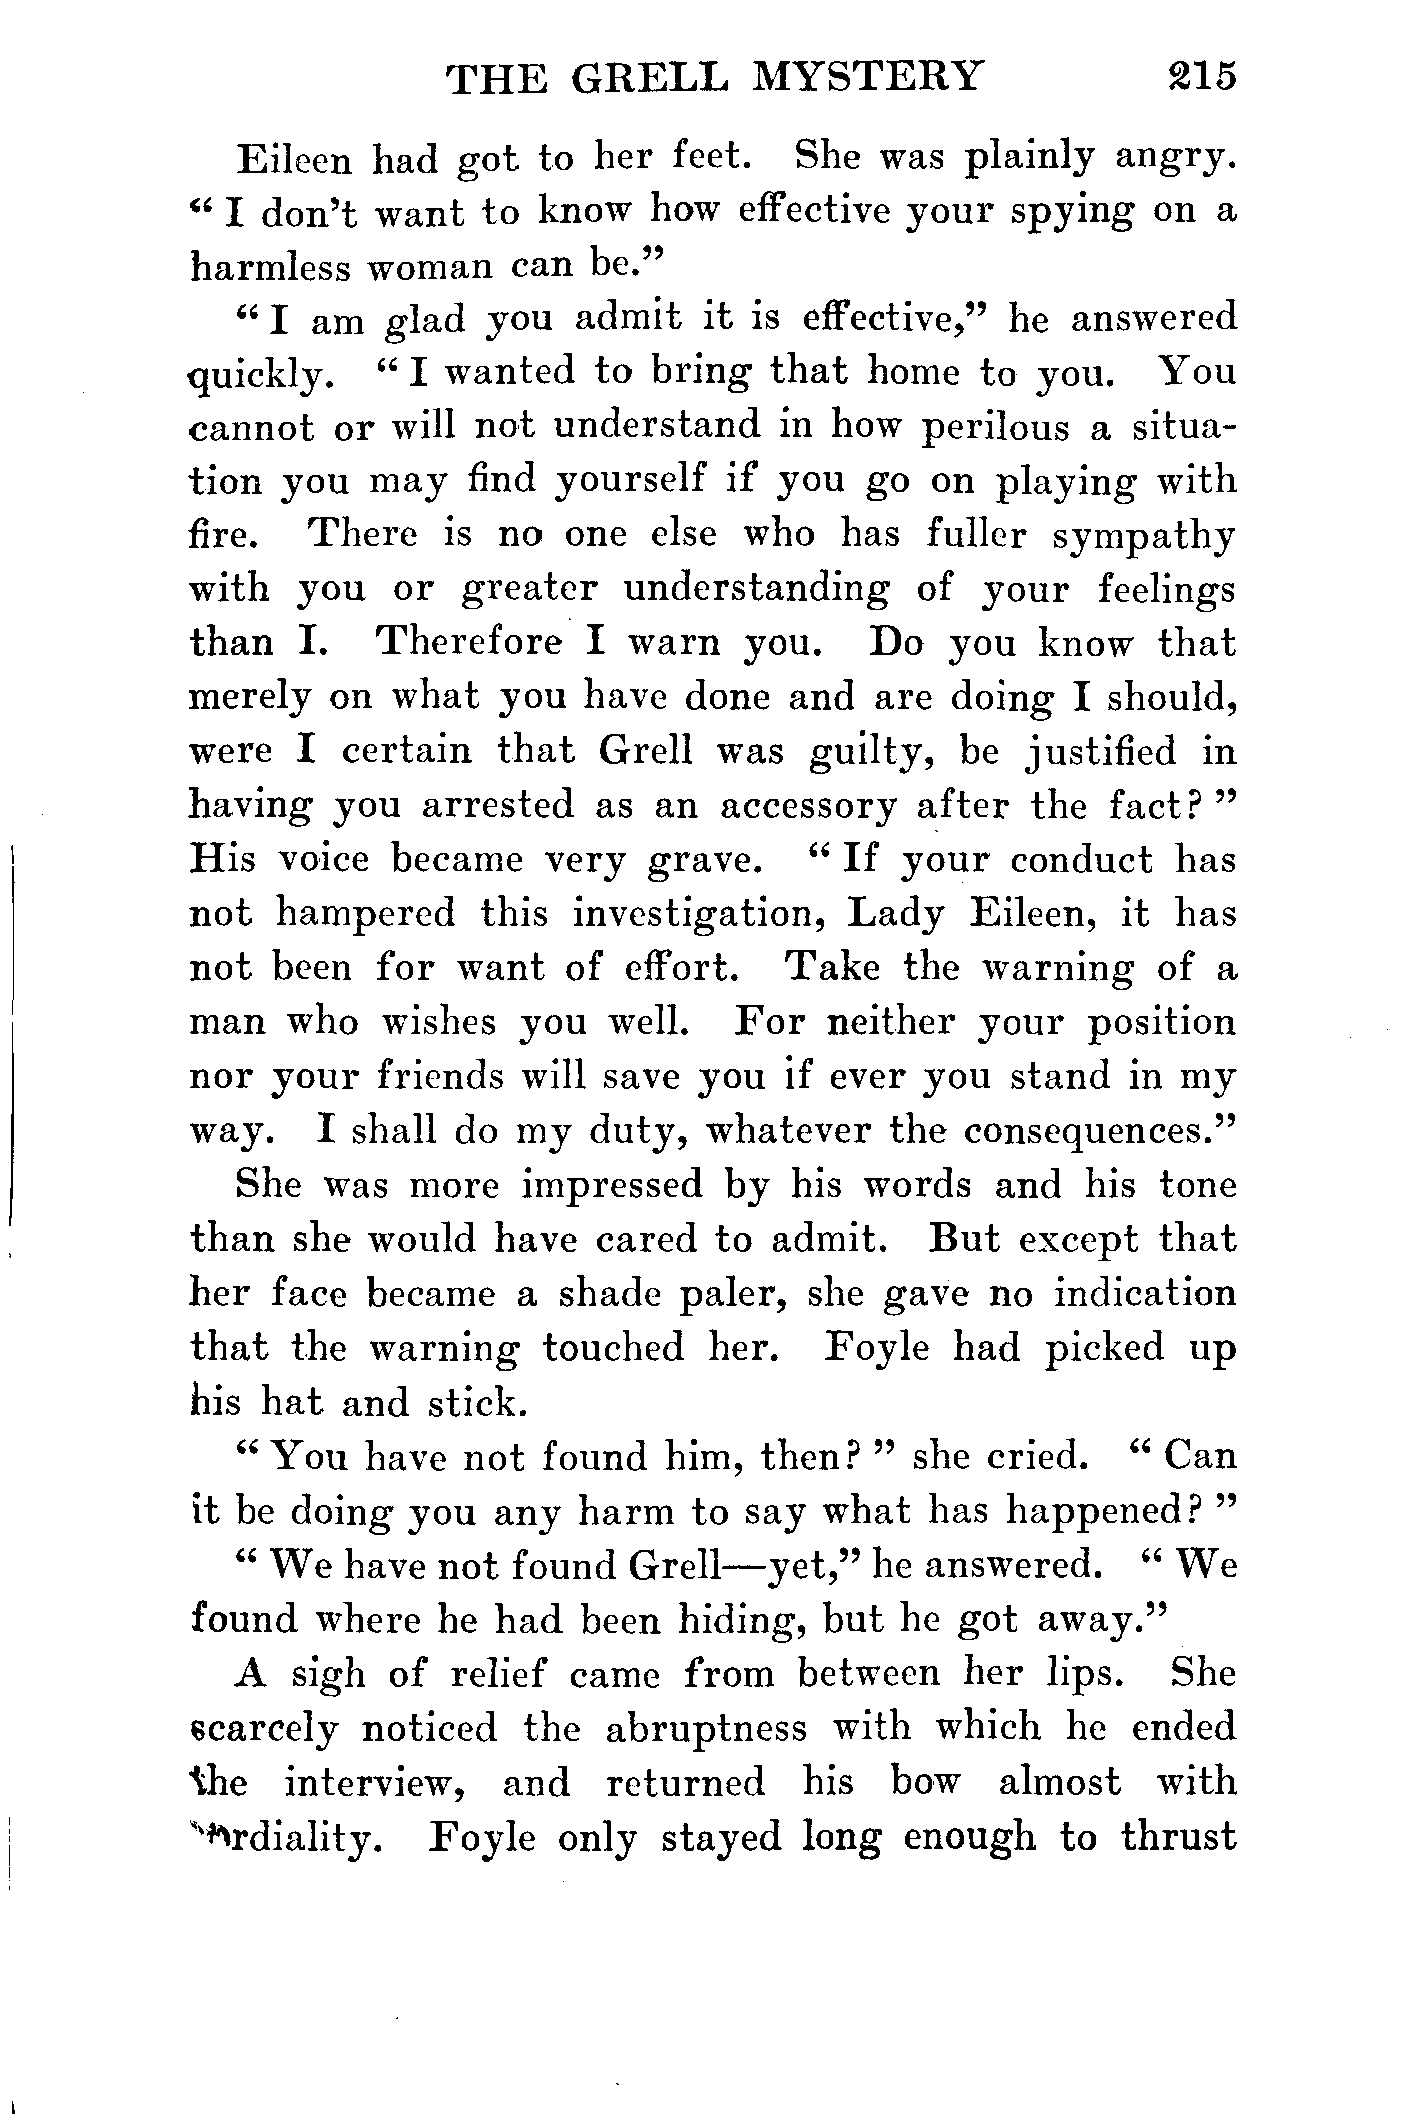 THE GRELL MYSTERY 215
Eileen had got to her feet. She was plainly angry.
“ I don’t want to know how effective your spying on a
harmless woman can be.”
“ I am glad you admit it is effective,” he answered
quickly. “ I wanted to bring that home to you. You
cannot or will not understand in how perilous a situa-
tion you may find yourself if you go on playing with
fire. There is no one else who has fuller sympathy
with you or greater understanding of your feelings
than I. Therefore I warn you. Do you know that
merely on what you have done and are doing I should,
were I certain that Grell was guilty, be justified in
having you arrested as an accessory after the fact? ”
His voice became very grave. “ If your conduct has
not hampered this investigation, Lady Eileen, it has
not been for want of effort. Take the warning of a
man who wishes you well. For neither your position
nor your friends will save you if ever you stand in my
way. I shall do my duty, whatever the consequences.”
She was more impressed by his words and his tone
than she would have cared to admit. But except that
her face became a shade paler, she gave no indication
that the warning touched her. Foyle had picked up
his hat and stick.
“ You have not found him, then? ” she cried. “ Can
it be doing you any harm to say what has happened? ”
“ We have not found Grell—yet,” he answered. “ We
found where he had been hiding, but he got away.”
A sigh of relief came from between her lips. She
scarcely noticed the abruptness with which he ended
the interview, and returned his bow almost with
Foyle only stayed long enough to thrust